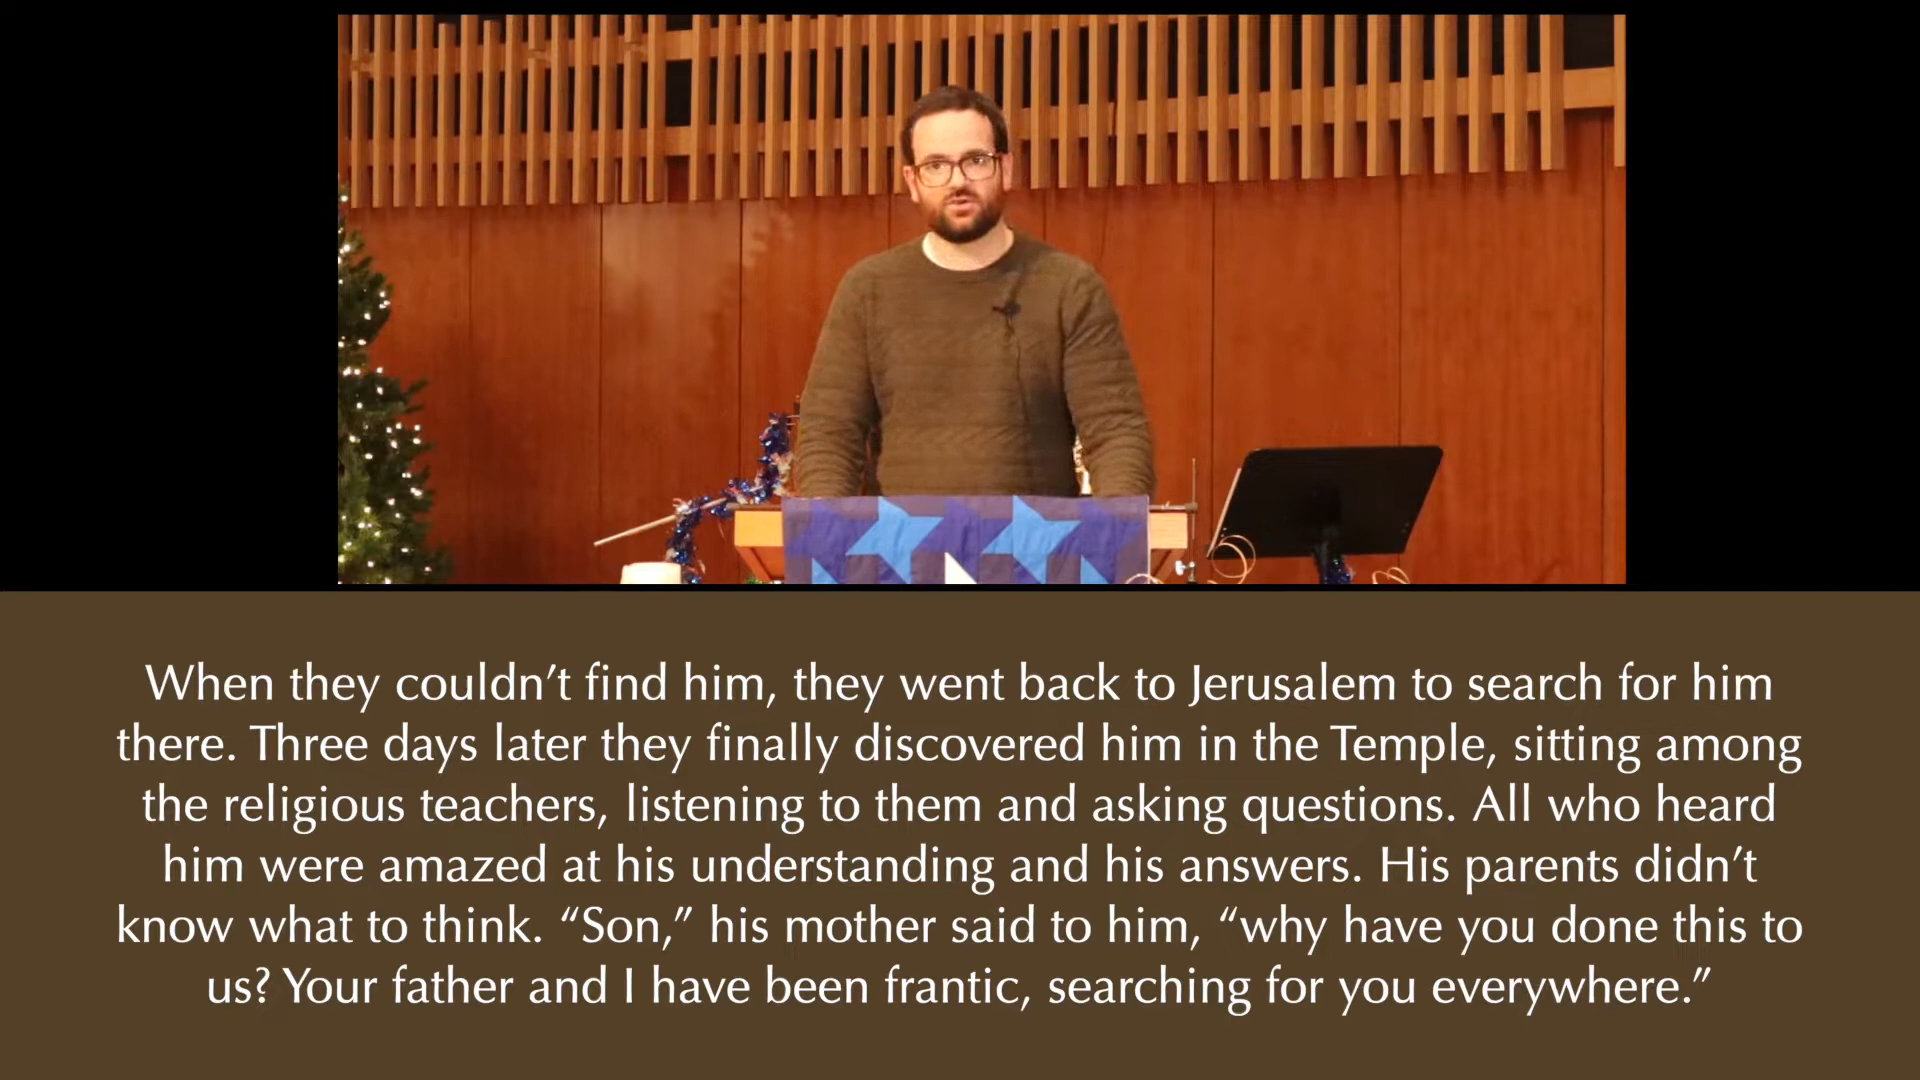 When they couldn’t find him, they went back to Jerusalem to search for him
there. Three days later they finally discovered him in the Temple, sitting among
the religious teachers, listening to them and asking questions. All who heard
him were amazed at his understanding and his answers. His parents didn’t
know what to think. “Son,” his mother said to him, “why have you done this to
us? Your father and I have been frantic, searching for you everywhere.”